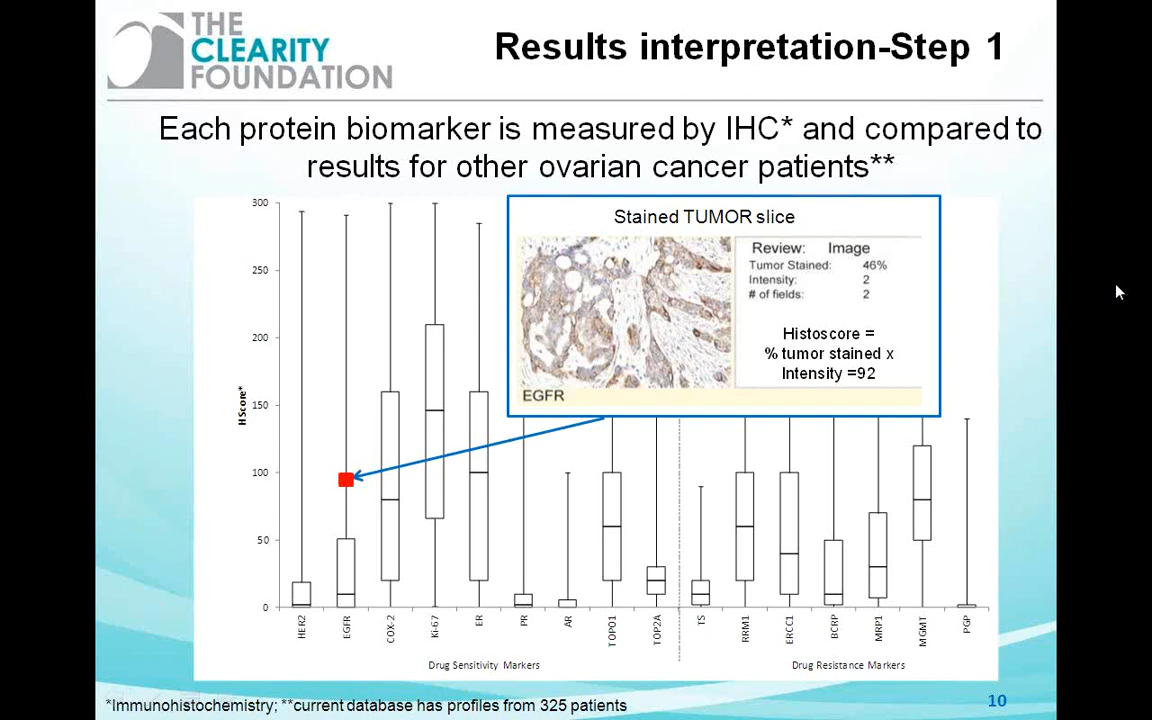 THE
CLEARITY
FOUNDATION
Results interpretation-Step 1
Each protein biomarker is measured by IHC* and compared to
results for other ovarian cancer patients**
Stained TUMOR slice
Review: Image
Tumor Stained: 46%
Intensity: 2
# of fields: 2
Histoscore =
% tumor stained x
Intensity =92
EGFR
HScore*
300
250
200
150
100
50
0
HER2
EGFR
COX-2
Ki-67
ER
PR
AR
TOPO1
TOP2A
TS
RRM1
ERCC1
BCRP
MRP1
MGMT
PGP
Drug Sensitivity Markers
Drug Resistance Markers
*Immunohistochemistry; **current database has profiles from 325 patients
10